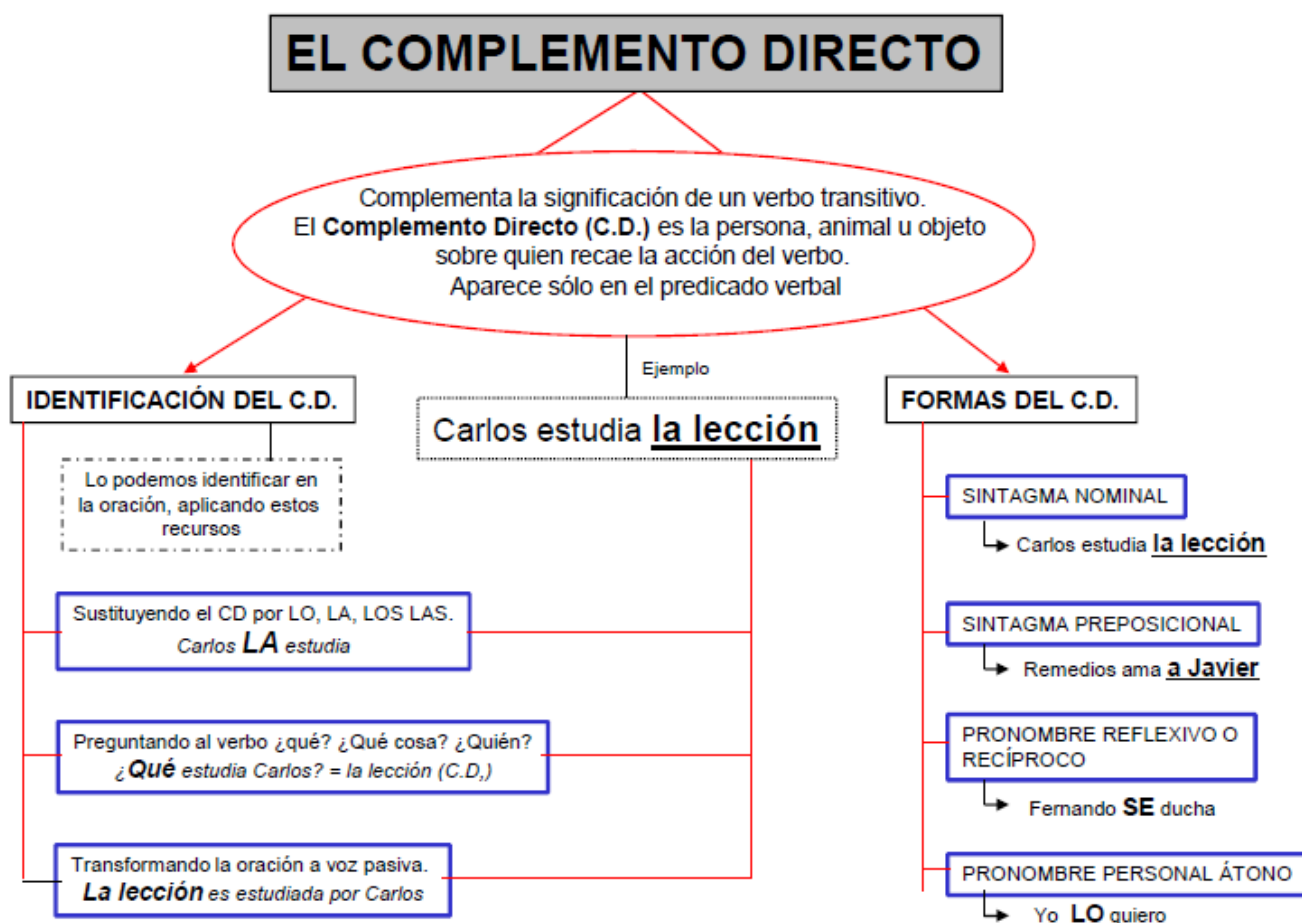 EL COMPLEMENTO DIRECTO
Complementa la significación de un verbo transitivo.
El Complemento Directo (C.D.) es la persona, animal u objeto
sobre quien recae la acción del verbo.
Aparece sólo en el predicado verbal
Ejemplo
Carlos estudia la lección
IDENTIFICACIÓN DEL C.D.
Lo podemos identificar en
la oración, aplicando estos
recursos
Sustituyendo el CD por LO, LA, LOS LAS.
Carlos LA estudia
Preguntando al verbo ¿qué? ¿Qué cosa? ¿Quién?
¿Qué estudia Carlos? = la lección (C.D,)
Transformando la oración a voz pasiva.
La lección es estudiada por Carlos
FORMAS DEL C.D.
SINTAGMA NOMINAL
Carlos estudia la lección
SINTAGMA PREPOSICIONAL
Remedios ama a Javier
PRONOMBRE REFLEXIVO O
RECÍPROCO
Fernando SE ducha
PRONOMBRE PERSONAL ÁTONO
Yo LO quiero